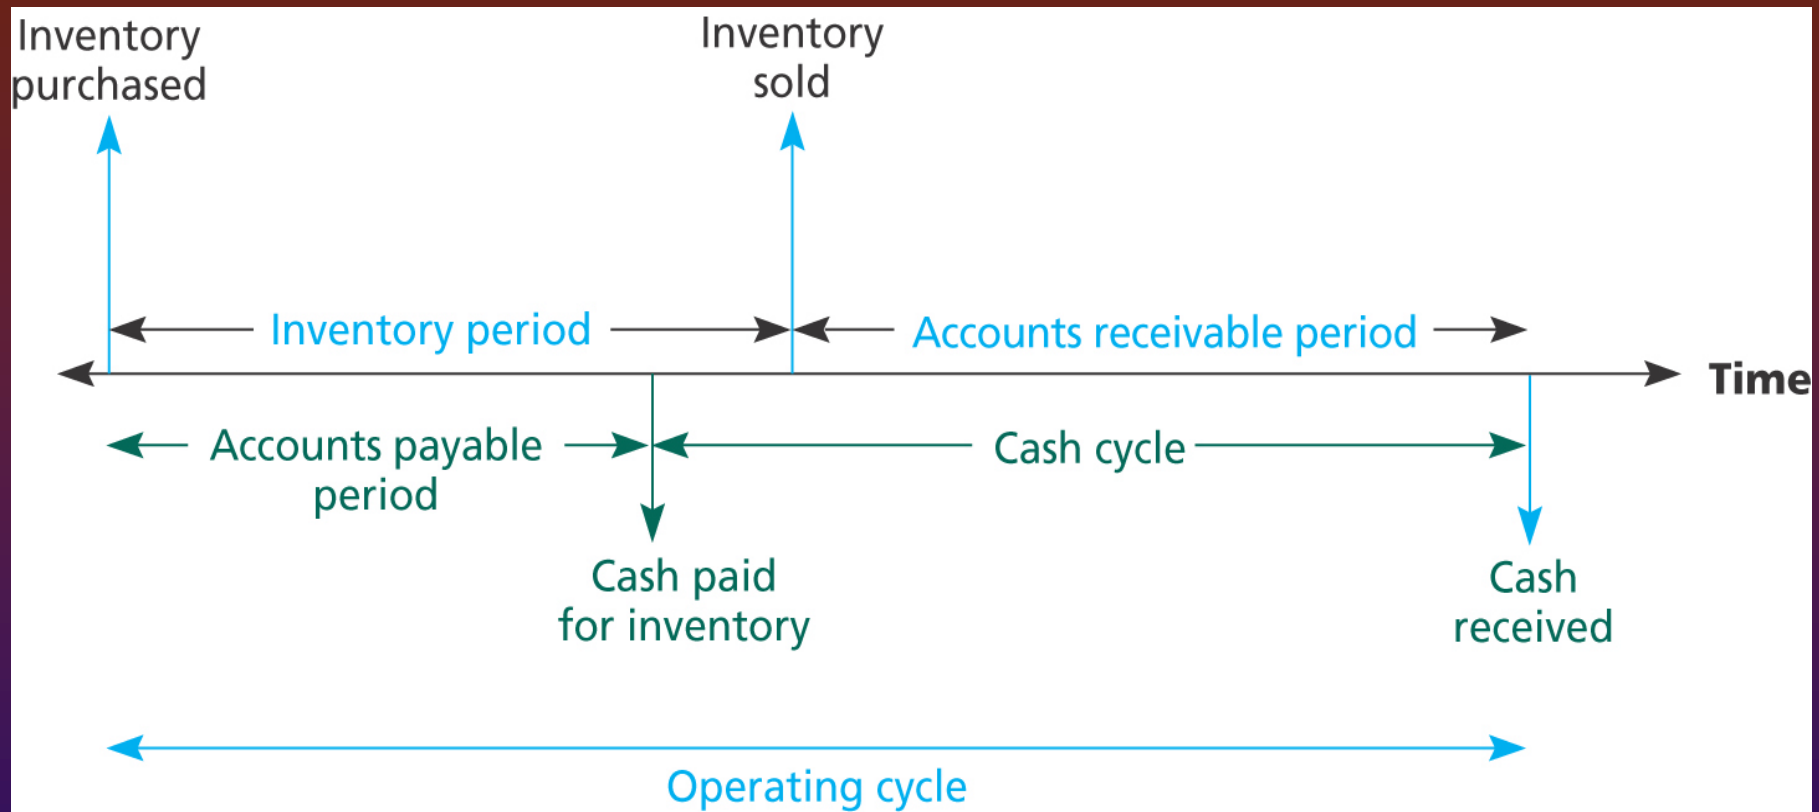 Inventory
purchased
Inventory
sold
Inventory period
Accounts receivable period
Time
Accounts payable
period
Cash cycle
Cash paid
for inventory
Cash
received
Operating cycle